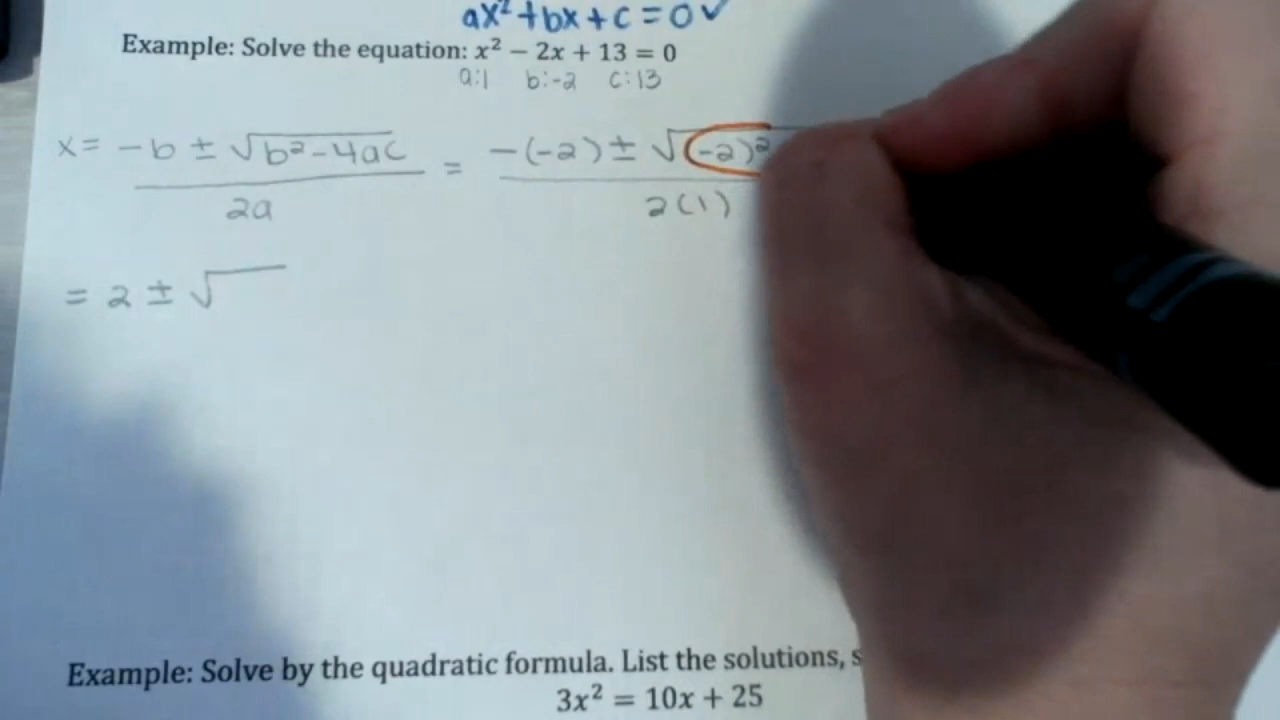 ax² + bx + c = 0 ✓
Example: Solve the equation: x² − 2x + 13 = 0
a:1 b:-2 c:13
x = -b ± √b²-4ac / 2a = -(-2) ± √(-2)² / 2(1)
= 2 ± √
Example: Solve by the quadratic formula. List the solutions, s
3x² = 10x + 25